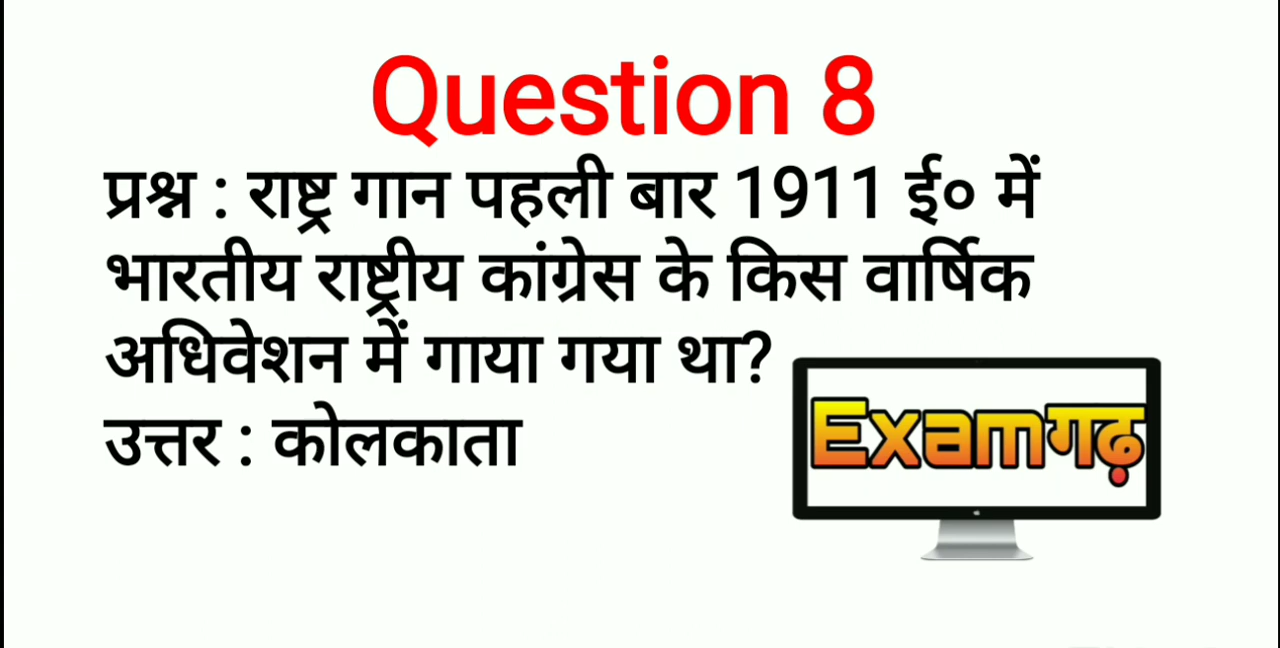 Question 8
प्रश्न : राष्ट्र गान पहली बार 1911 ई० में
भारतीय राष्ट्रीय कांग्रेस के किस वार्षिक
अधिवेशन में गाया गया था?
उत्तर : कोलकाता
Examगढ़